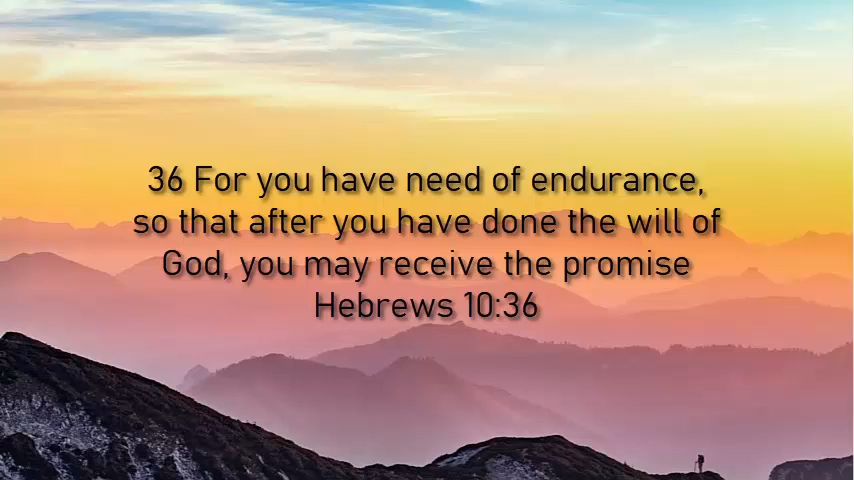 36 For you have need of endurance,
so that after you have done the will of
God, you may receive the promise
Hebrews 10:36